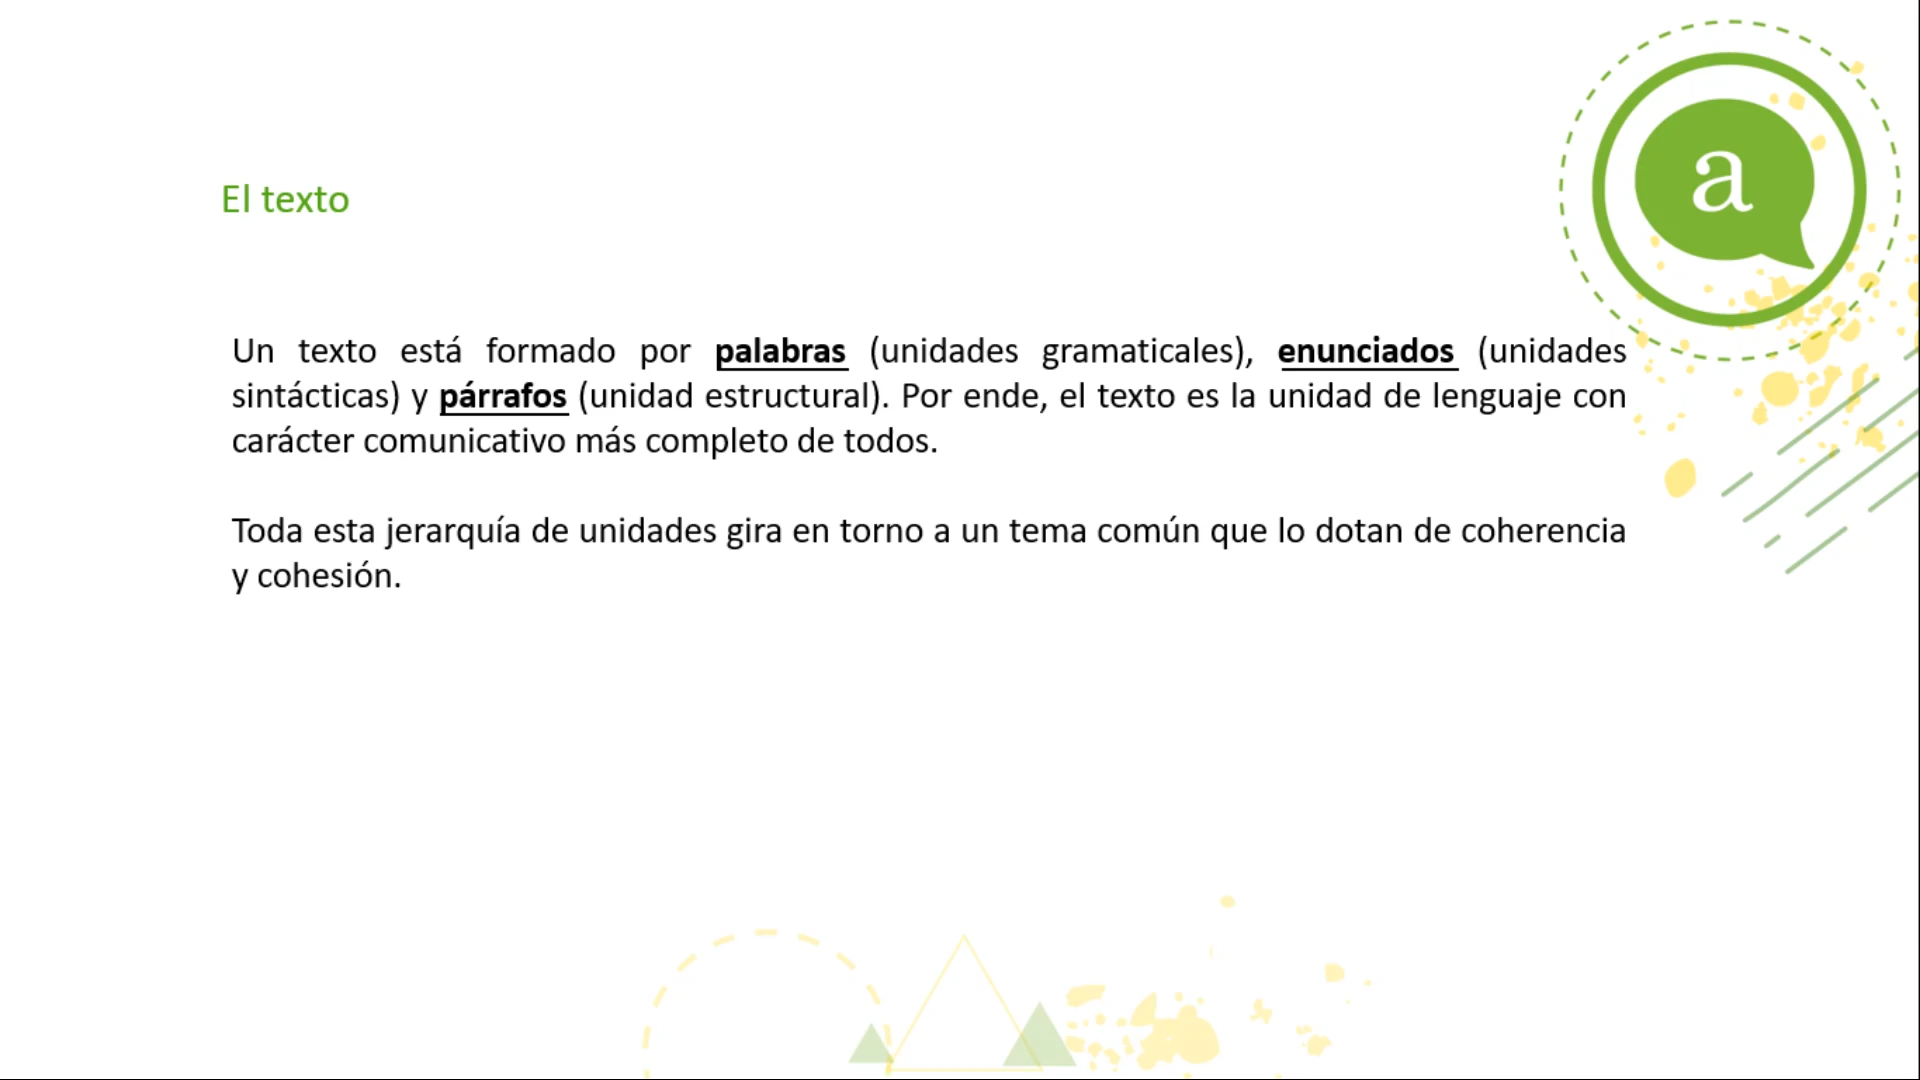 a
El texto
Un texto está formado por palabras (unidades gramaticales), enunciados (unidades
sintácticas) y párrafos (unidad estructural). Por ende, el texto es la unidad de lenguaje con
carácter comunicativo más completo de todos.
Toda esta jerarquía de unidades gira en torno a un tema común que lo dotan de coherencia
y cohesión.